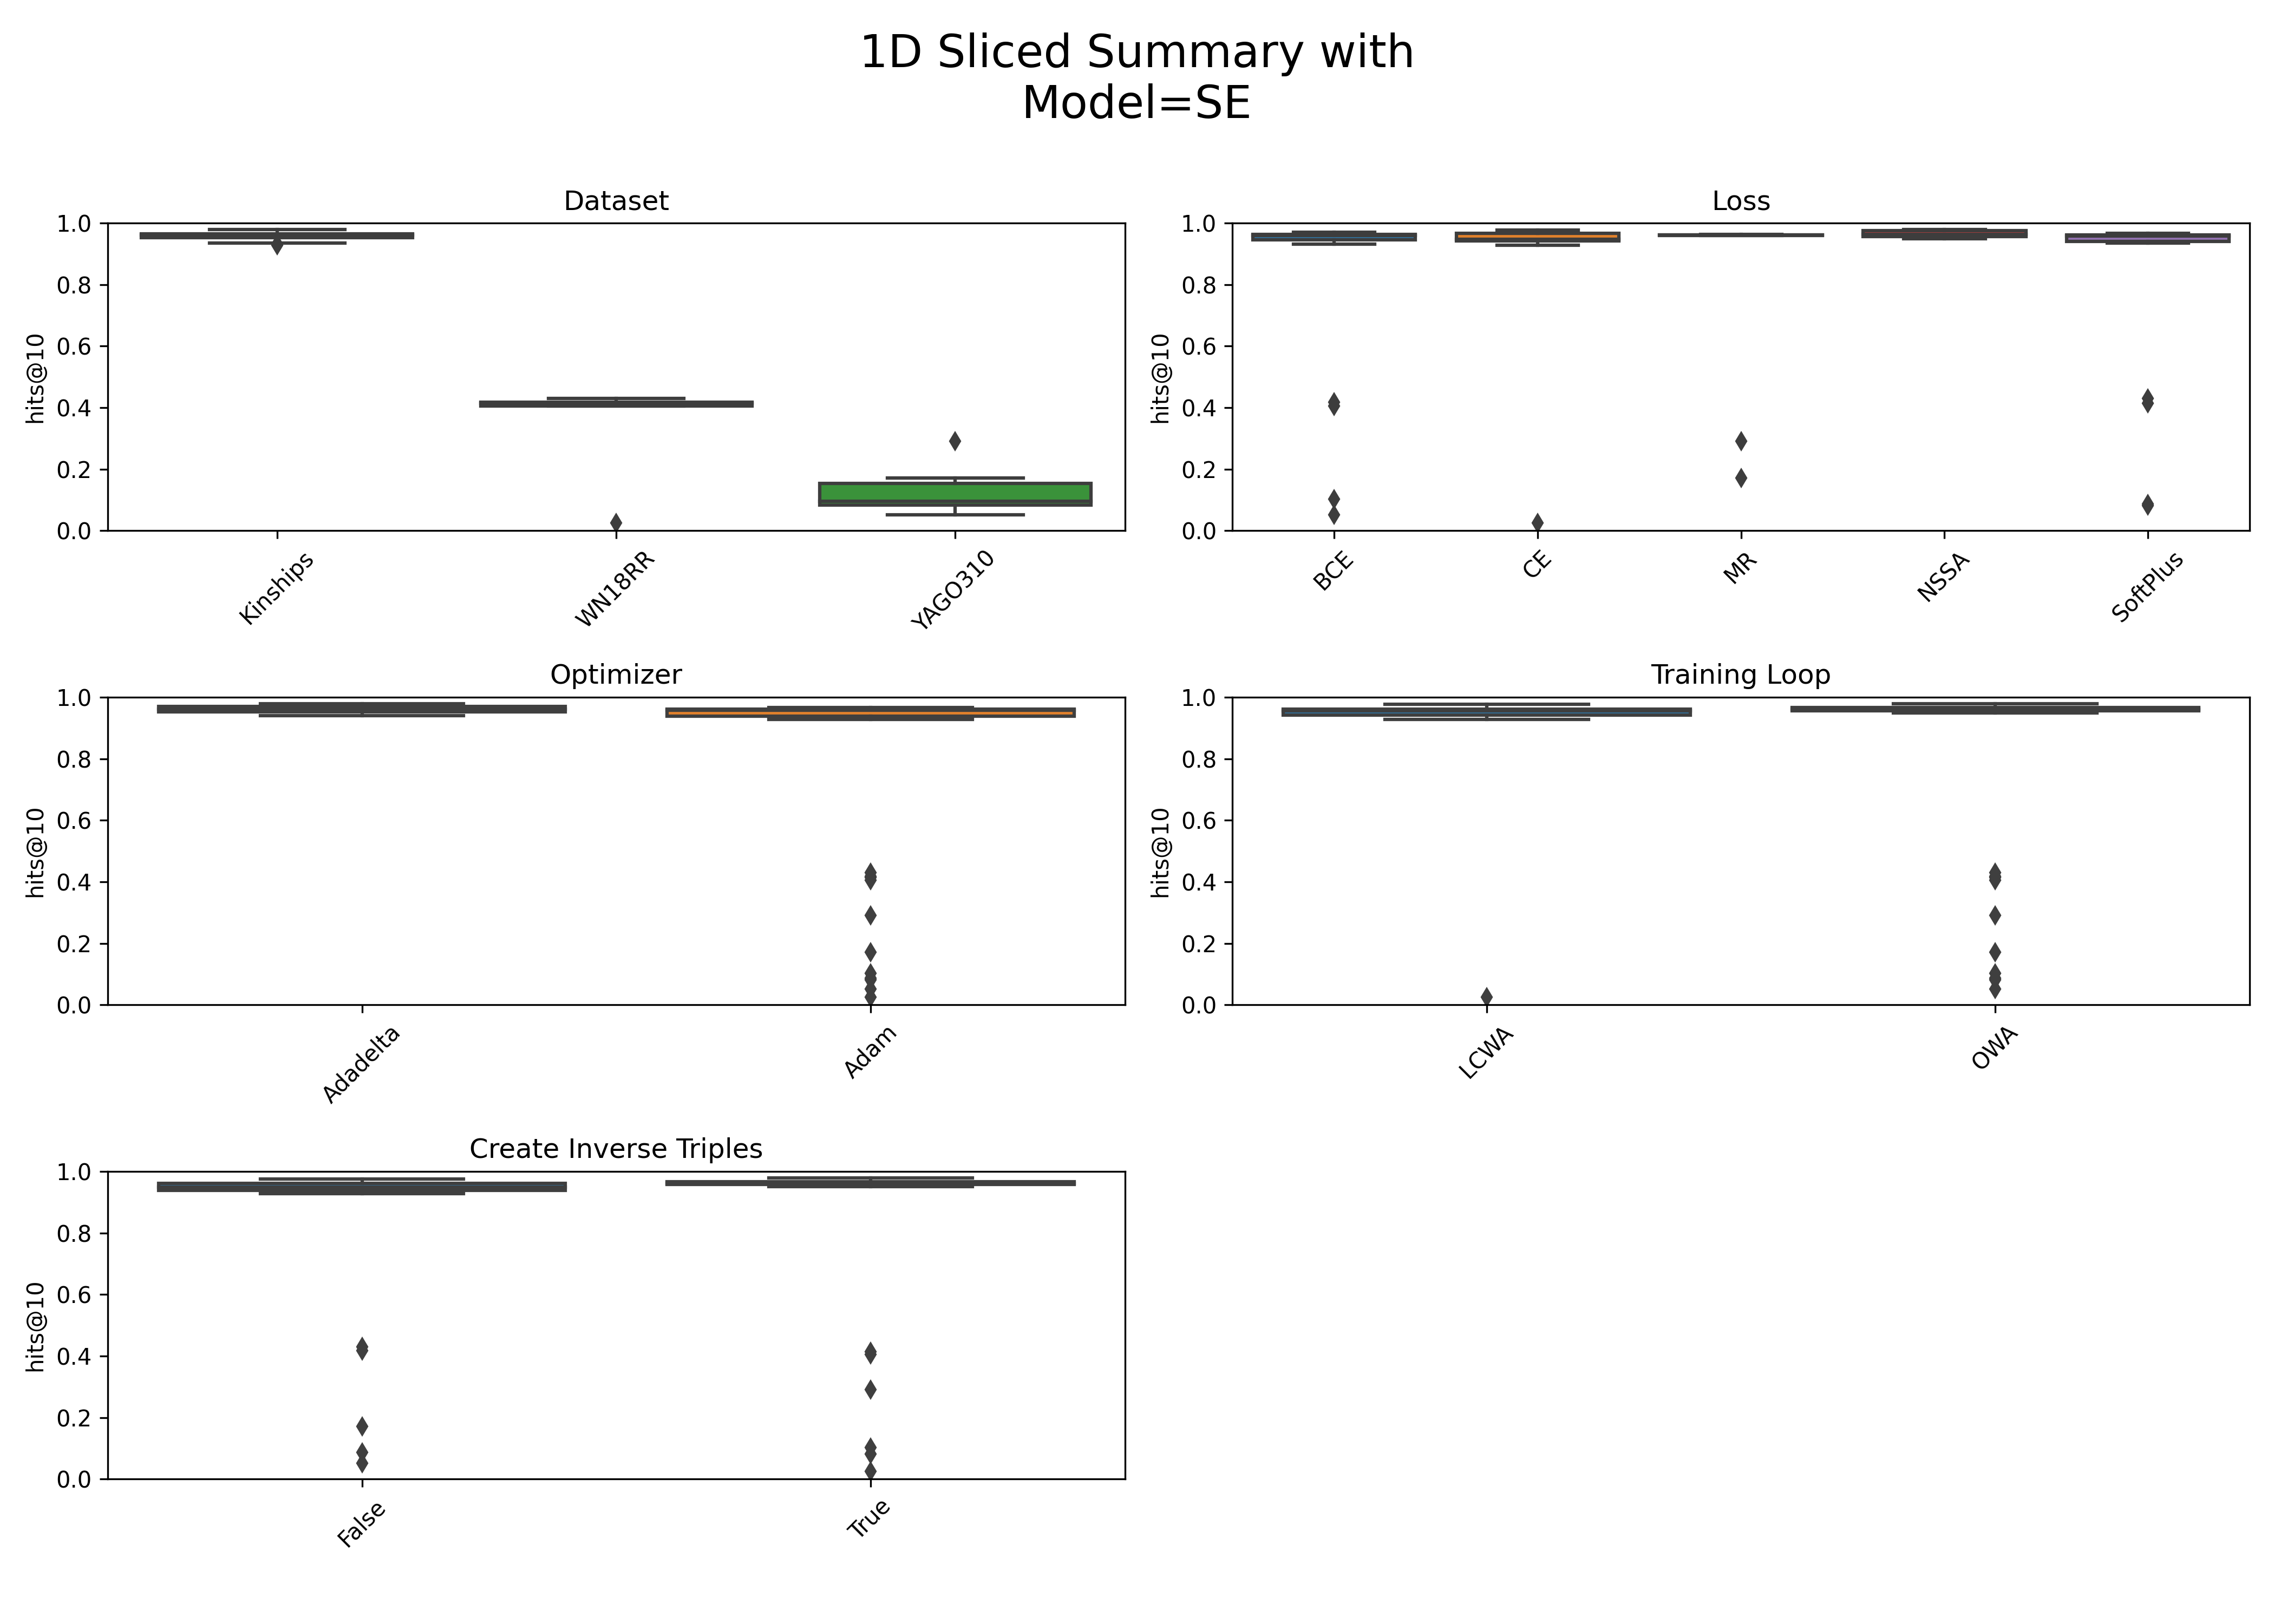 1D Sliced Summary with
Model=SE
Dataset
1.0
0.8
0.6
0.4
0.2
0.0
hits@10
Kinships
WN18RR
YAGO310
Loss
1.0
0.8
0.6
0.4
0.2
0.0
hits@10
BCE
CE
MR
NSSA
SoftPlus
Optimizer
1.0
0.8
0.6
0.4
0.2
0.0
hits@10
Adadelta
Adam
Training Loop
1.0
0.8
0.6
0.4
0.2
0.0
hits@10
LCWA
OWA
Create Inverse Triples
1.0
0.8
0.6
0.4
0.2
0.0
hits@10
False
True